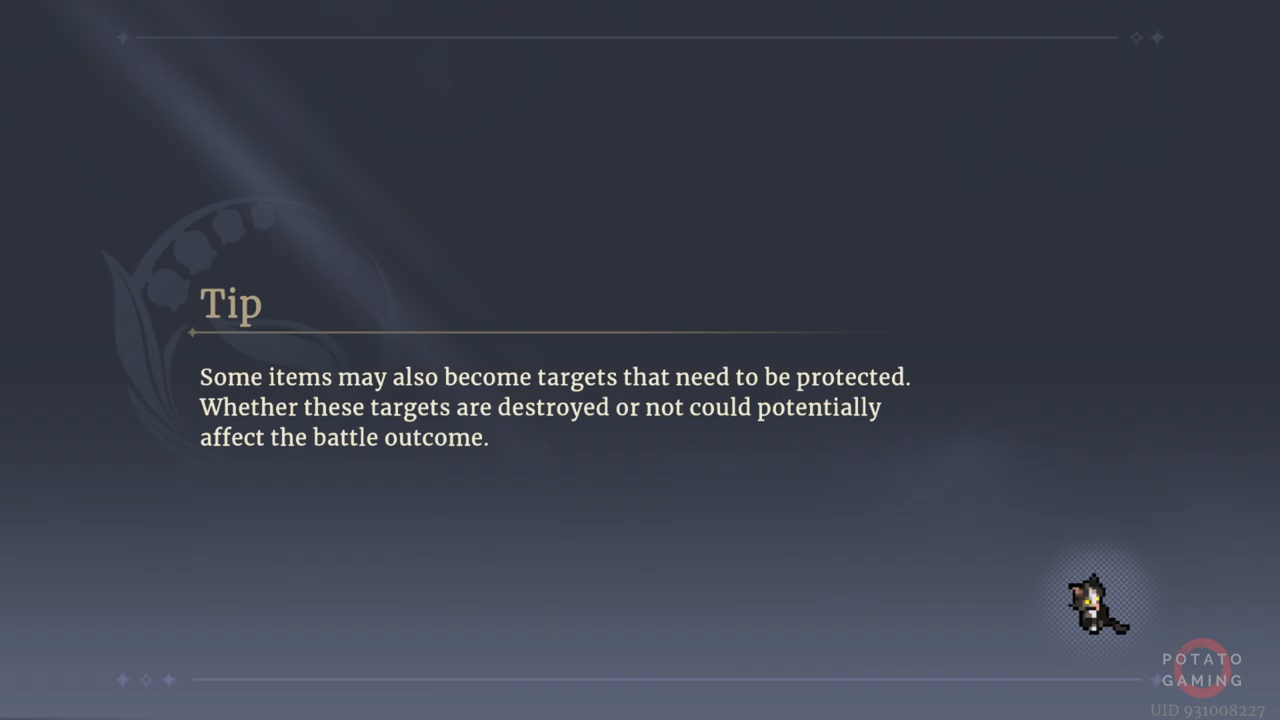 Tip
Some items may also become targets that need to be protected.
Whether these targets are destroyed or not could potentially
affect the battle outcome.
POTATO
GAMING
UID 931008227